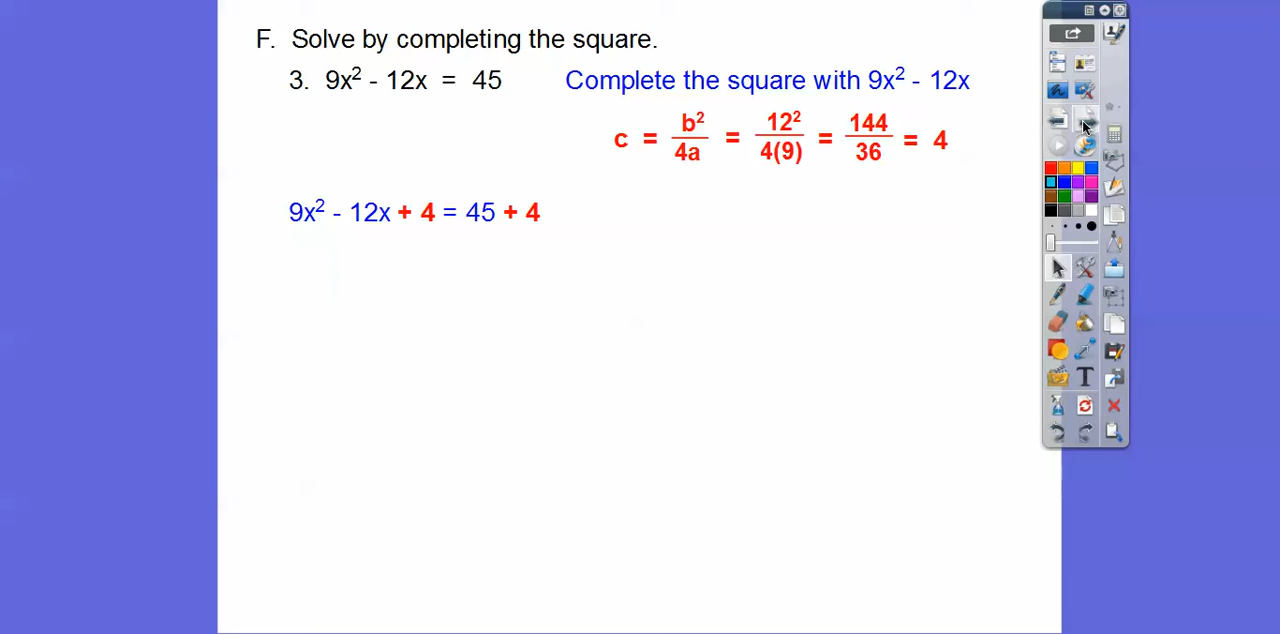 F. Solve by completing the square.
3. 9x² - 12x = 45 Complete the square with 9x² - 12x
c = b²/4a = 12²/4(9) = 144/36 = 4
9x² - 12x + 4 = 45 + 4
T